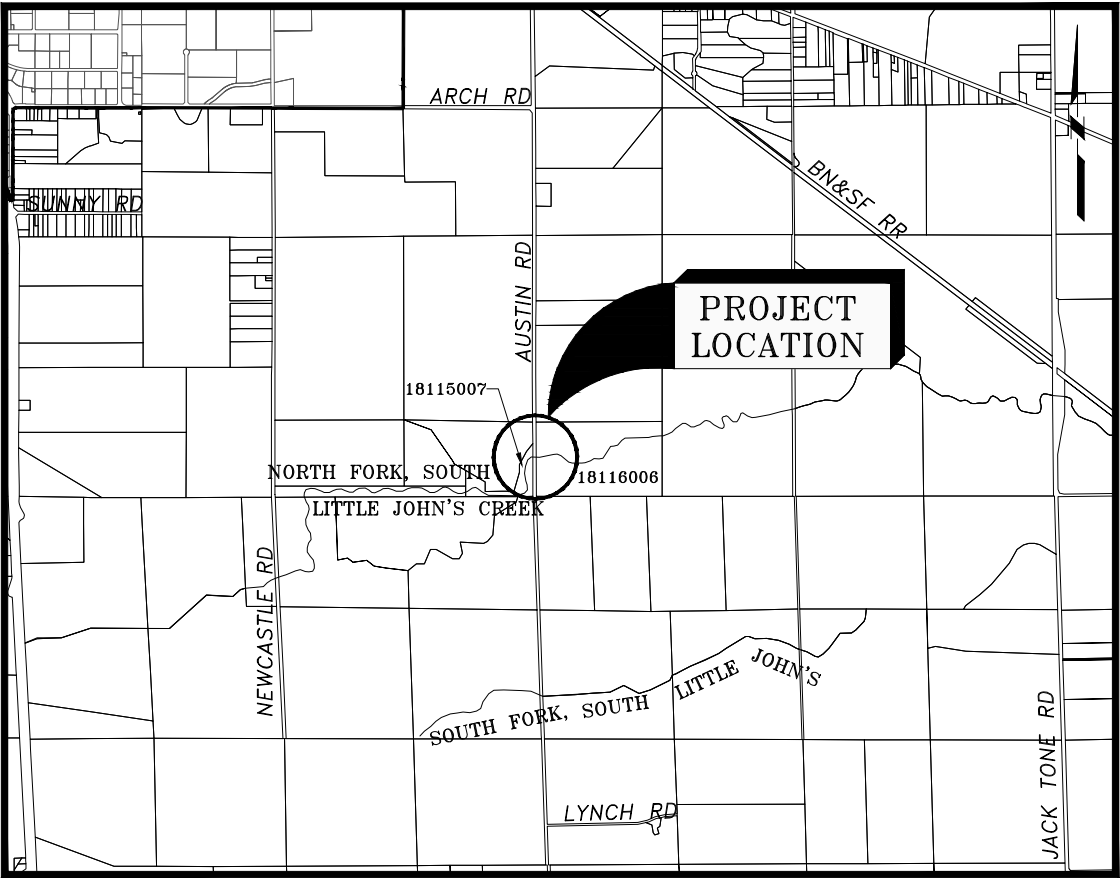 ARCH RD
BN&SF RR
SUNNY RD
AUSTIN RD
PROJECT
LOCATION
18115007
NORTH FORK, SOUTH
18116006
LITTLE JOHN'S CREEK
NEWCASTLE RD
LITTLE JOHN'S
SOUTH FORK, SOUTH
JACK TONE RD
LYNCH RD